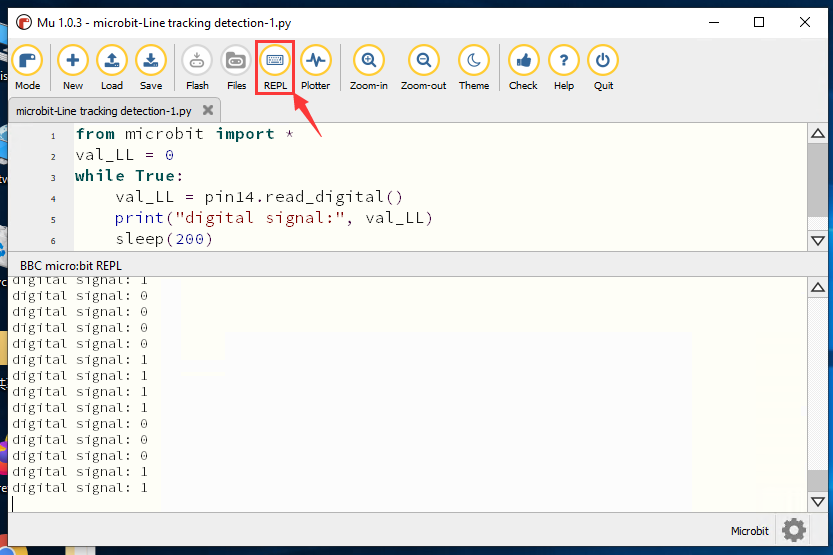 Mu 1.0.3 - microbit-Line tracking detection-1.py
Mode New Load Save Flash Files REPL Plotter Zoom-in Zoom-out Theme Check Help Quit
microbit-Line tracking detection-1.py
1 from microbit import *
2 val_LL = 0
3 while True:
4 val_LL = pin14.read_digital()
5 print("digital signal:", val_LL)
6 sleep(200)
BBC micro:bit REPL
digital signal: 1
digital signal: 0
digital signal: 0
digital signal: 0
digital signal: 0
digital signal: 1
digital signal: 1
digital signal: 1
digital signal: 1
digital signal: 0
digital signal: 0
digital signal: 0
digital signal: 1
digital signal: 1
Microbit